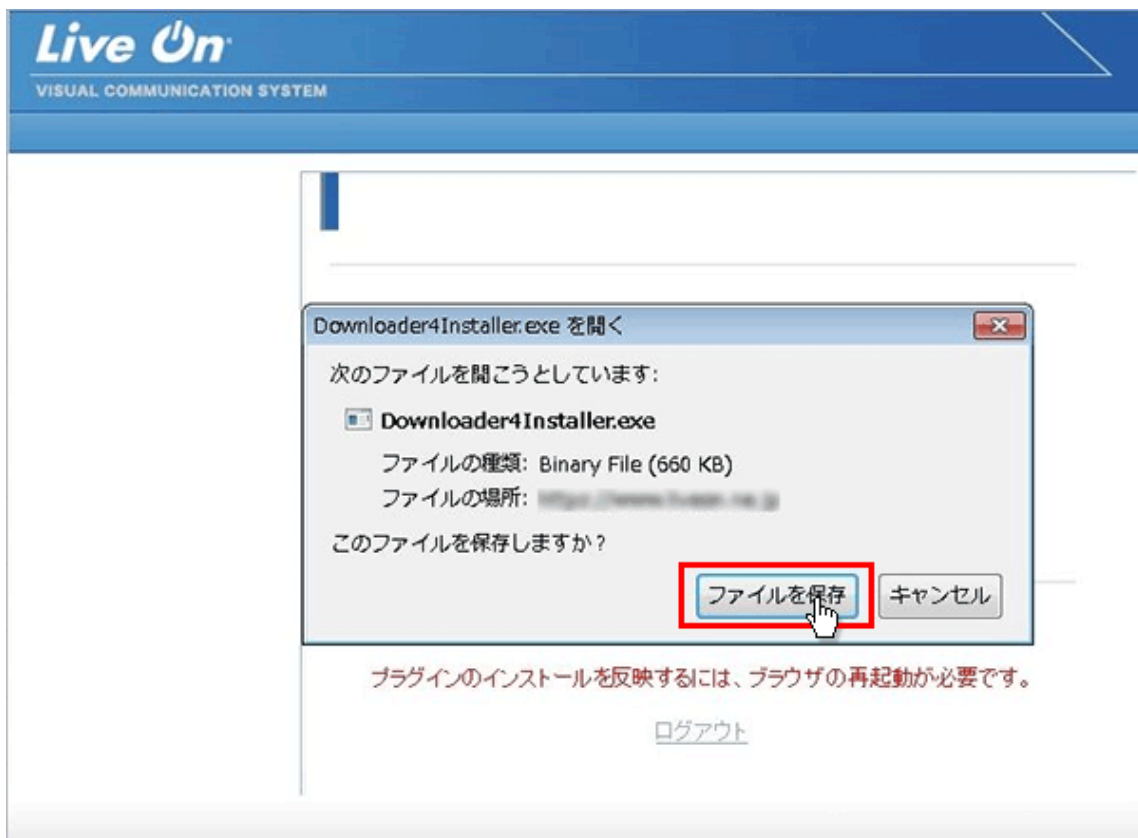 Live On
VISUAL COMMUNICATION SYSTEM
Downloader4Installer.exe を開く
次のファイルを開こうとしています:
Downloader4Installer.exe
ファイルの種類: Binary File (660 KB)
ファイルの場所:
このファイルを保存しますか?
ファイルを保存 キャンセル
プラグインのインストールを反映するには、ブラウザの再起動が必要です。
ログアウト